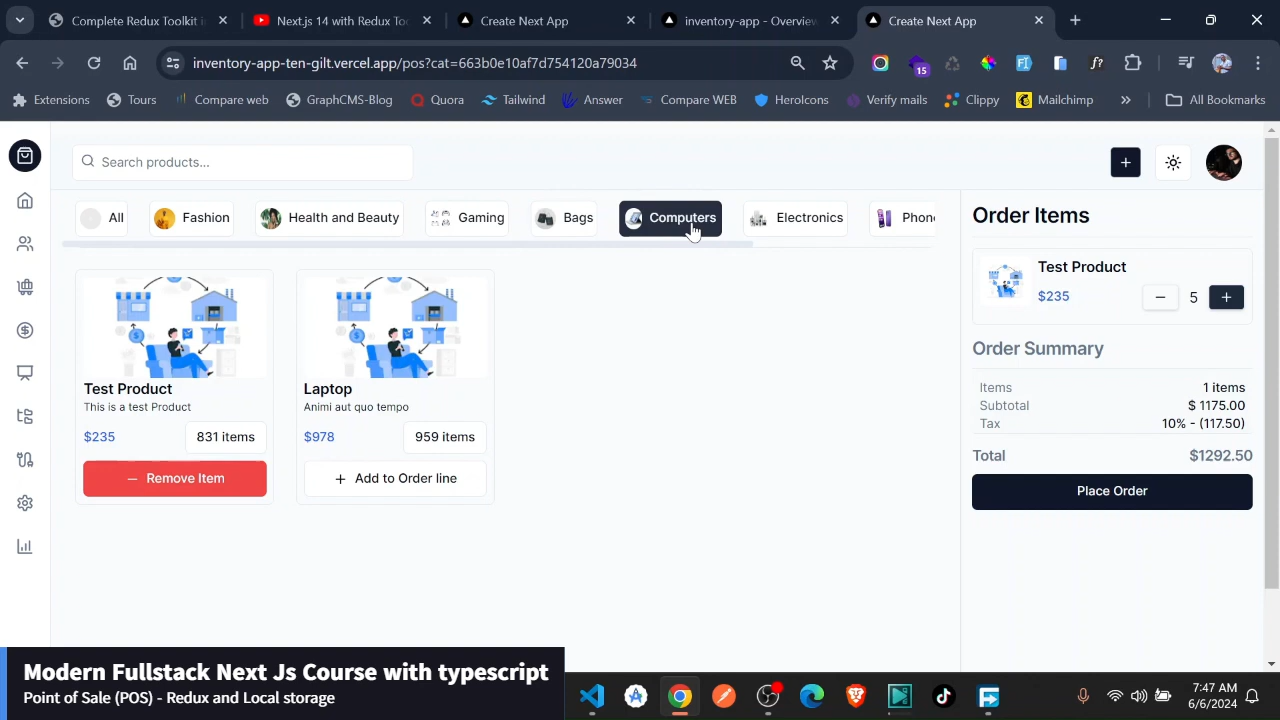 Complete Redux Toolkit i
Next.js 14 with Redux Too
Create Next App
inventory-app - Overview
Create Next App
inventory-app-ten-gilt.vercel.app/pos?cat=663b0e10af7d754120a79034
15
Extensions
Tours
Compare web
GraphCMS-Blog
Quora
Tailwind
Answer
Compare WEB
HeroIcons
Verify mails
Clippy
Mailchimp
»
All Bookmarks
Search products...
All
Fashion
Health and Beauty
Gaming
Bags
Computers
Electronics
Phon
Test Product
This is a test Product
$235
831 items
Remove Item
Laptop
Animi aut quo tempo
$978
959 items
Add to Order line
Order Items
Test Product
$235
5
Order Summary
Items 1 items
Subtotal $ 1175.00
Tax 10% - (117.50)
Total $1292.50
Place Order
Modern Fullstack Next Js Course with typescript
Point of Sale (POS) - Redux and Local storage
7:47 AM
6/6/2024